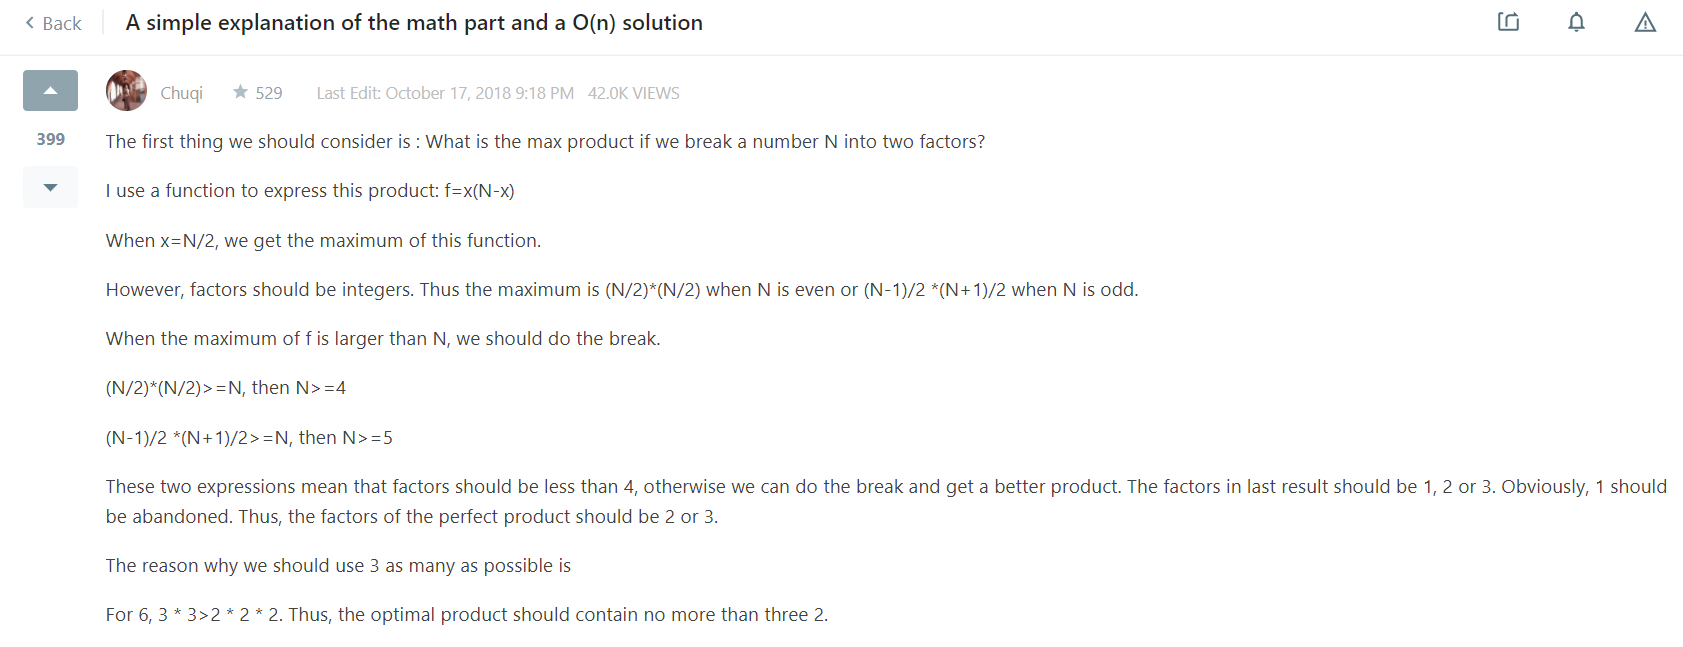 Back
A simple explanation of the math part and a O(n) solution
Chuqi 529 Last Edit: October 17, 2018 9:18 PM 42.0K VIEWS
399
The first thing we should consider is : What is the max product if we break a number N into two factors?
I use a function to express this product: f=x(N-x)
When x=N/2, we get the maximum of this function.
However, factors should be integers. Thus the maximum is (N/2)*(N/2) when N is even or (N-1)/2 *(N+1)/2 when N is odd.
When the maximum of f is larger than N, we should do the break.
(N/2)*(N/2)>=N, then N>=4
(N-1)/2 *(N+1)/2>=N, then N>=5
These two expressions mean that factors should be less than 4, otherwise we can do the break and get a better product. The factors in last result should be 1, 2 or 3. Obviously, 1 should
be abandoned. Thus, the factors of the perfect product should be 2 or 3.
The reason why we should use 3 as many as possible is
For 6, 3 * 3>2 * 2 * 2. Thus, the optimal product should contain no more than three 2.